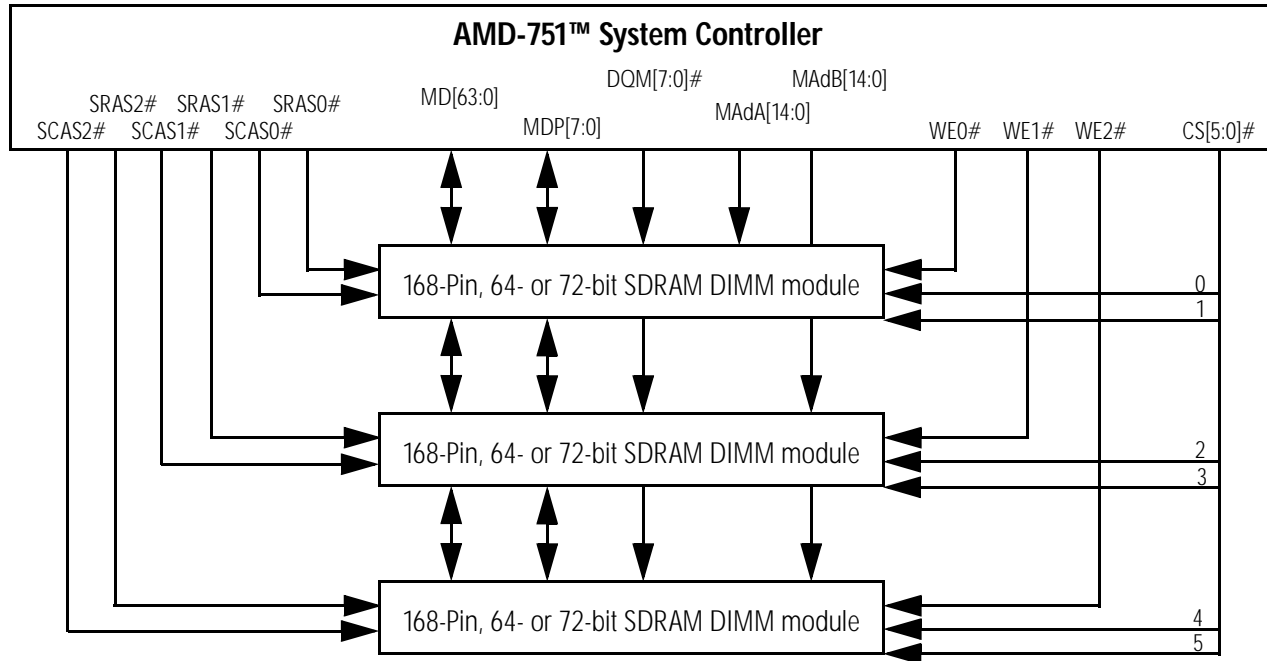 AMD-751™ System Controller
DQM[7:0]# MAdB[14:0]
SRAS2# SRAS1# SRAS0# MD[63:0] MAdA[14:0]
SCAS2# SCAS1# SCAS0# MDP[7:0] WE0# WE1# WE2# CS[5:0]#
168-Pin, 64- or 72-bit SDRAM DIMM module
0
1
168-Pin, 64- or 72-bit SDRAM DIMM module
2
3
168-Pin, 64- or 72-bit SDRAM DIMM module
4
5